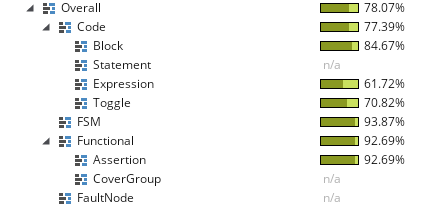 Overall 78.07%
Code 77.39%
Block 84.67%
Statement n/a
Expression 61.72%
Toggle 70.82%
FSM 93.87%
Functional 92.69%
Assertion 92.69%
CoverGroup n/a
FaultNode n/a